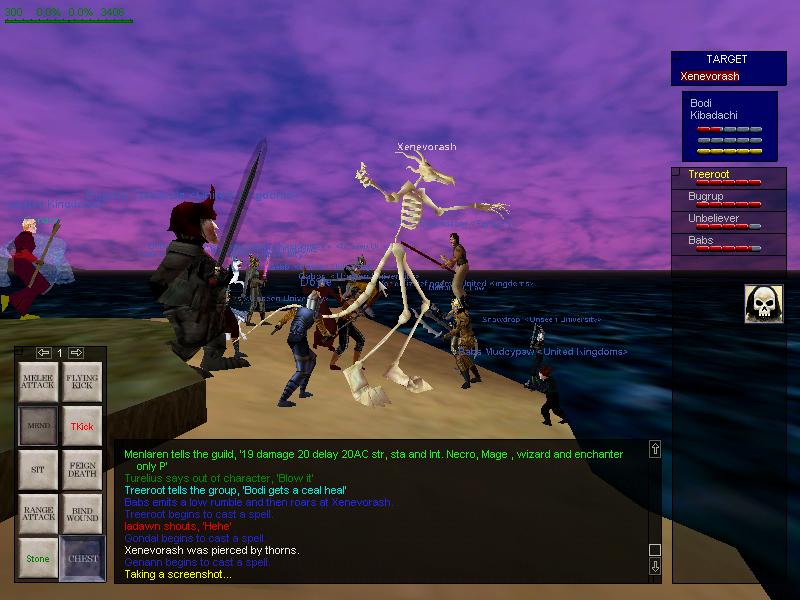 300 0.0% 0.0% 3408
TARGET
Xenevorash
Bodi
Kibadachi
Treeroot
Bugrup
Unbeliever
Babs
Xenevorash
Snowdrop <Unseen University>
Babs Mudcypaw <United Kingdoms>
1
MELEE ATTACK
FLYING KICK
MEND
TKick
SIT
FEIGN DEATH
RANGE ATTACK
BIND WOUND
Stone
CHEST
Menlaren tells the guild, '19 damage 20 delay 20AC str, sta and Int. Necro, Mage , wizard and enchanter
only P'
Turelius says out of character, 'Blow it'
Treeroot tells the group, 'Bodi gets a ceal heal'
Babs emits a low rumble and then roars at Xenevorash.
Treeroot begins to cast a spell.
Iadawn shouts, 'Hehe'
Gondal begins to cast a spell.
Xenevorash was pierced by thorns.
Genann begins to cast a spell.
Taking a screenshot...